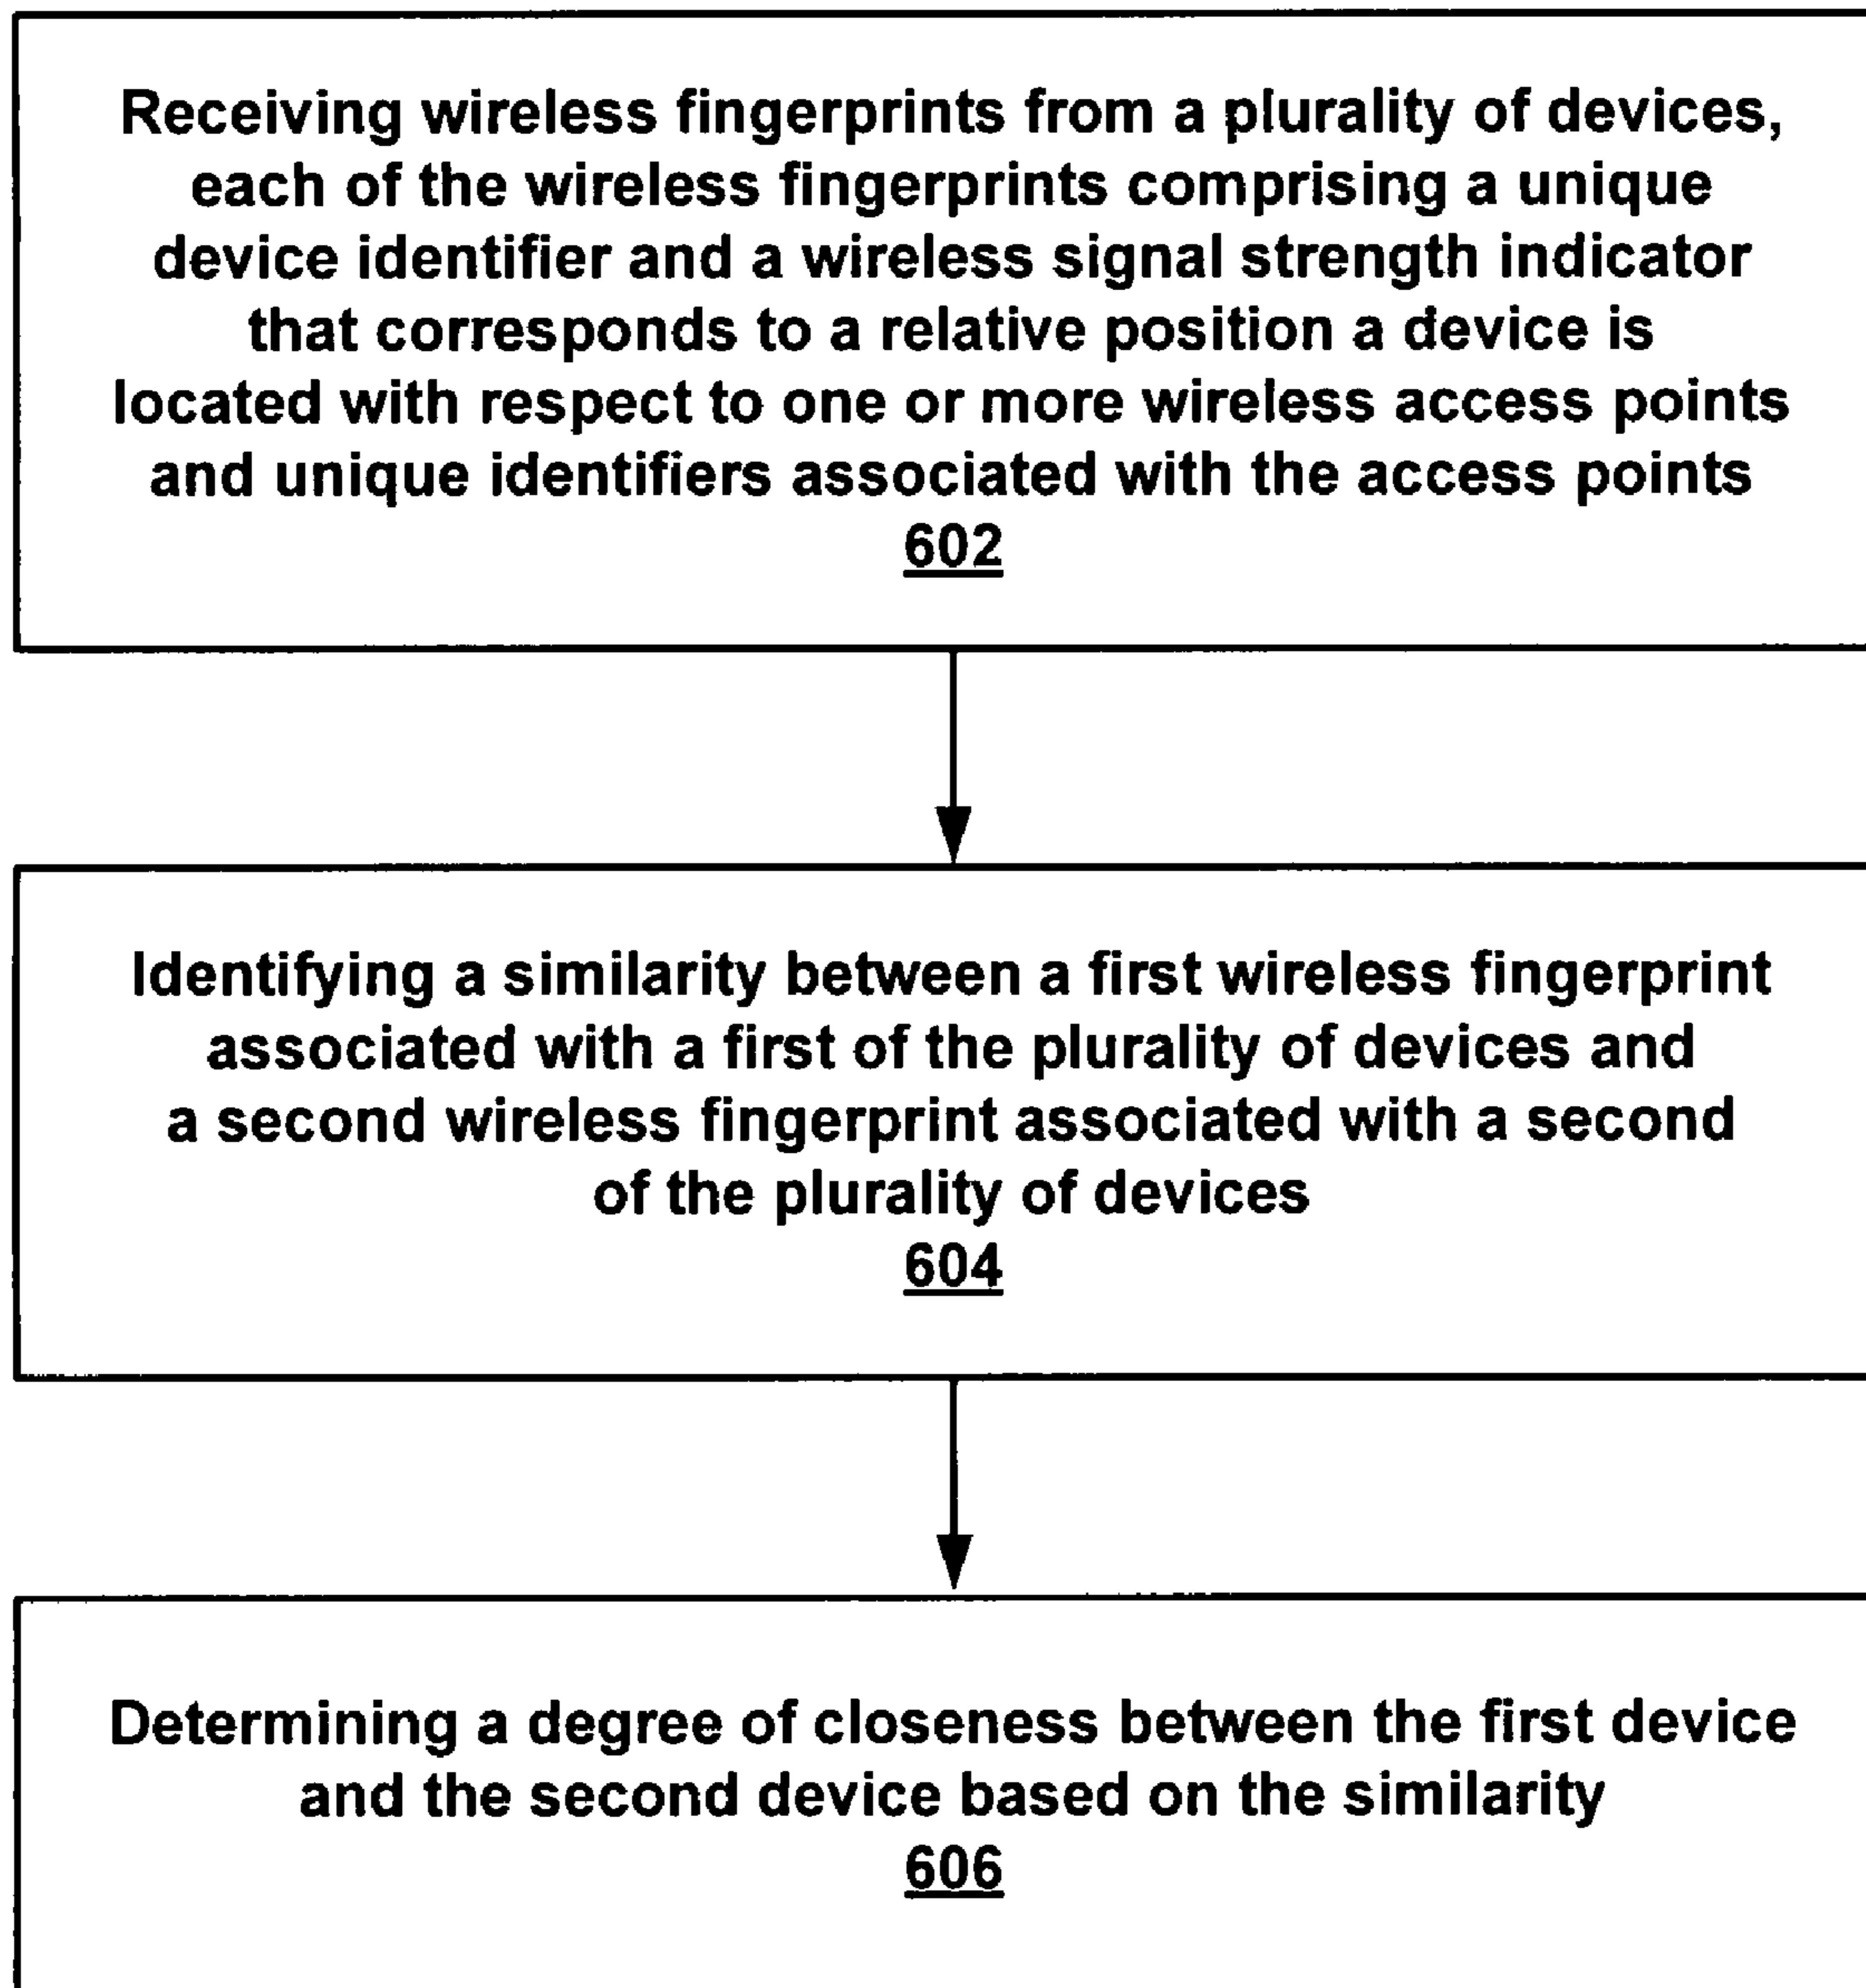 Receiving wireless fingerprints from a plurality of devices,
each of the wireless fingerprints comprising a unique
device identifier and a wireless signal strength indicator
that corresponds to a relative position a device is
located with respect to one or more wireless access points
and unique identifiers associated with the access points
602
Identifying a similarity between a first wireless fingerprint
associated with a first of the plurality of devices and
a second wireless fingerprint associated with a second
of the plurality of devices
604
Determining a degree of closeness between the first device
and the second device based on the similarity
606